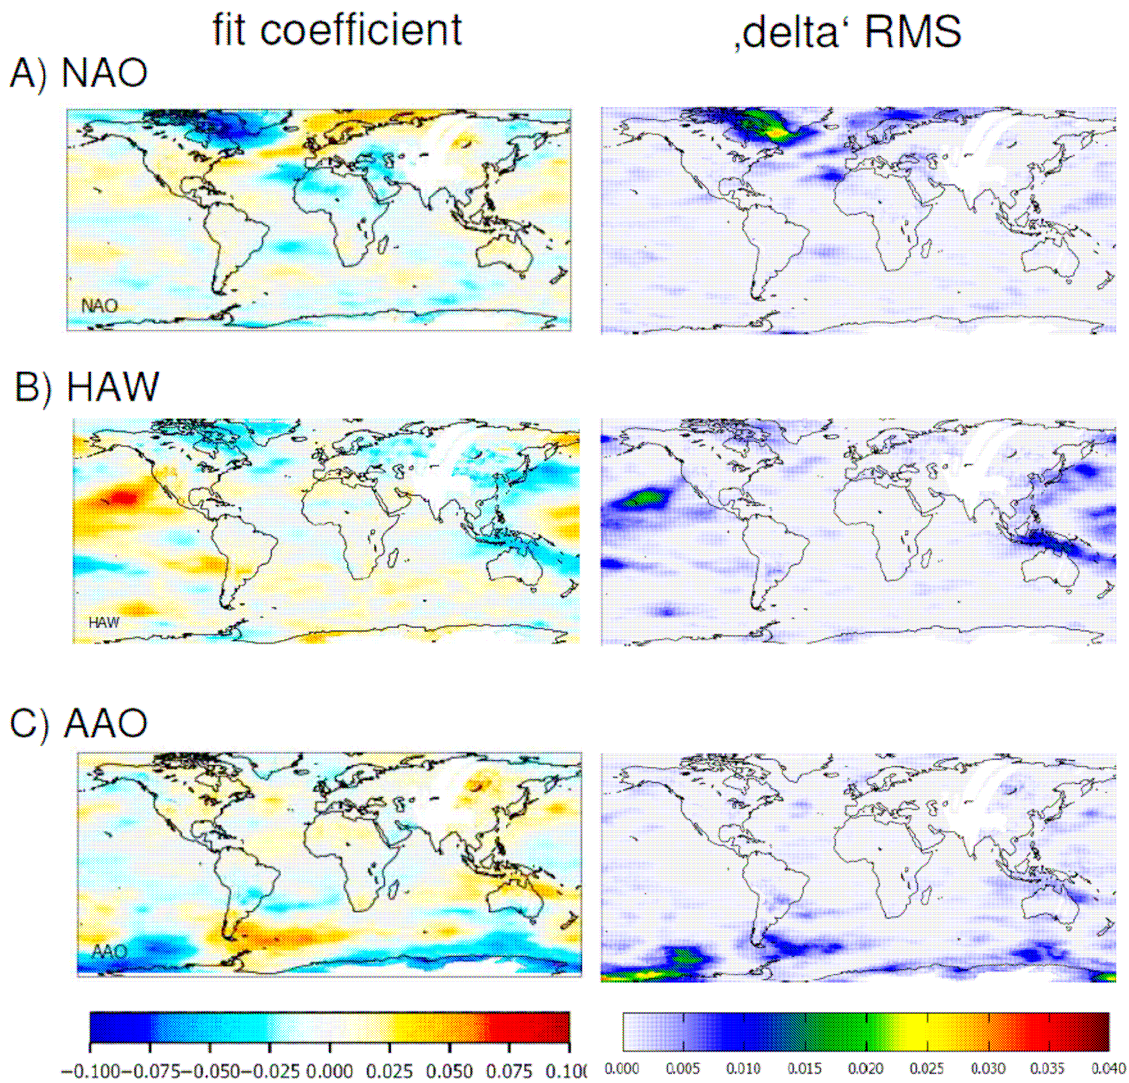 fit coefficient ‚delta‘ RMS
A) NAO
NAO
B) HAW
HAW
C) AAO
AAO
−0.100−0.075−0.050−0.025 0.000 0.025 0.050 0.075 0.10(
0.000 0.005 0.010 0.015 0.020 0.025 0.030 0.035 0.040